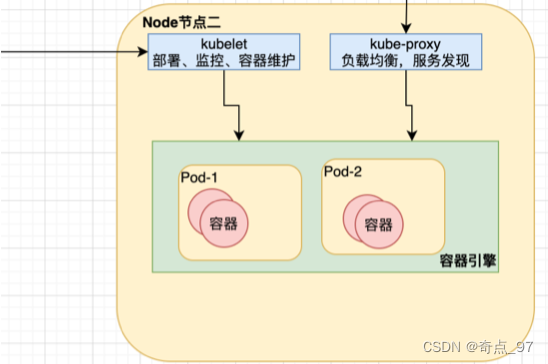 Node节点二
kubelet
部署、监控、容器维护
kube-proxy
负载均衡，服务发现
Pod-1
容器
Pod-2
容器
容器引擎
CSDN @奇点_97